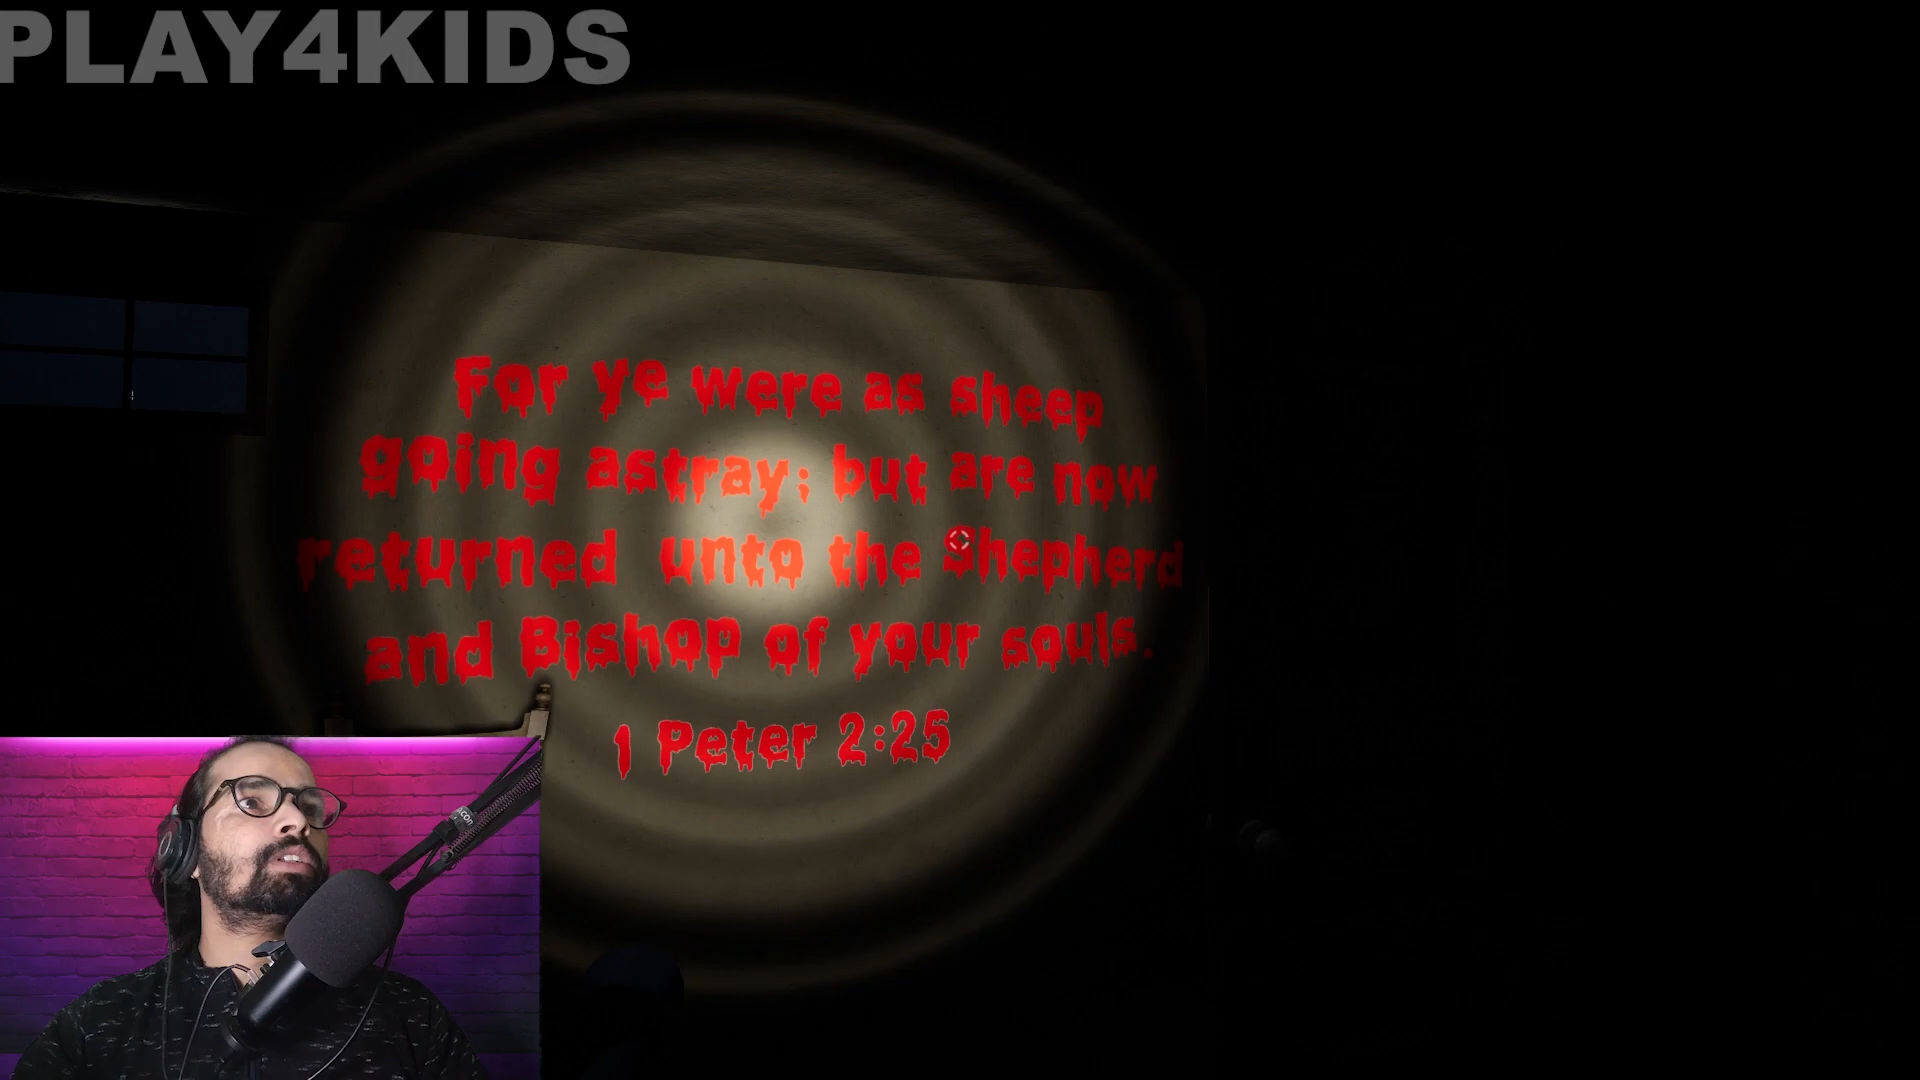 PLAY4KIDS
For ye were as sheep
going astray; but are now
returned unto the Shepherd
and Bishop of your souls.
1 Peter 2:25